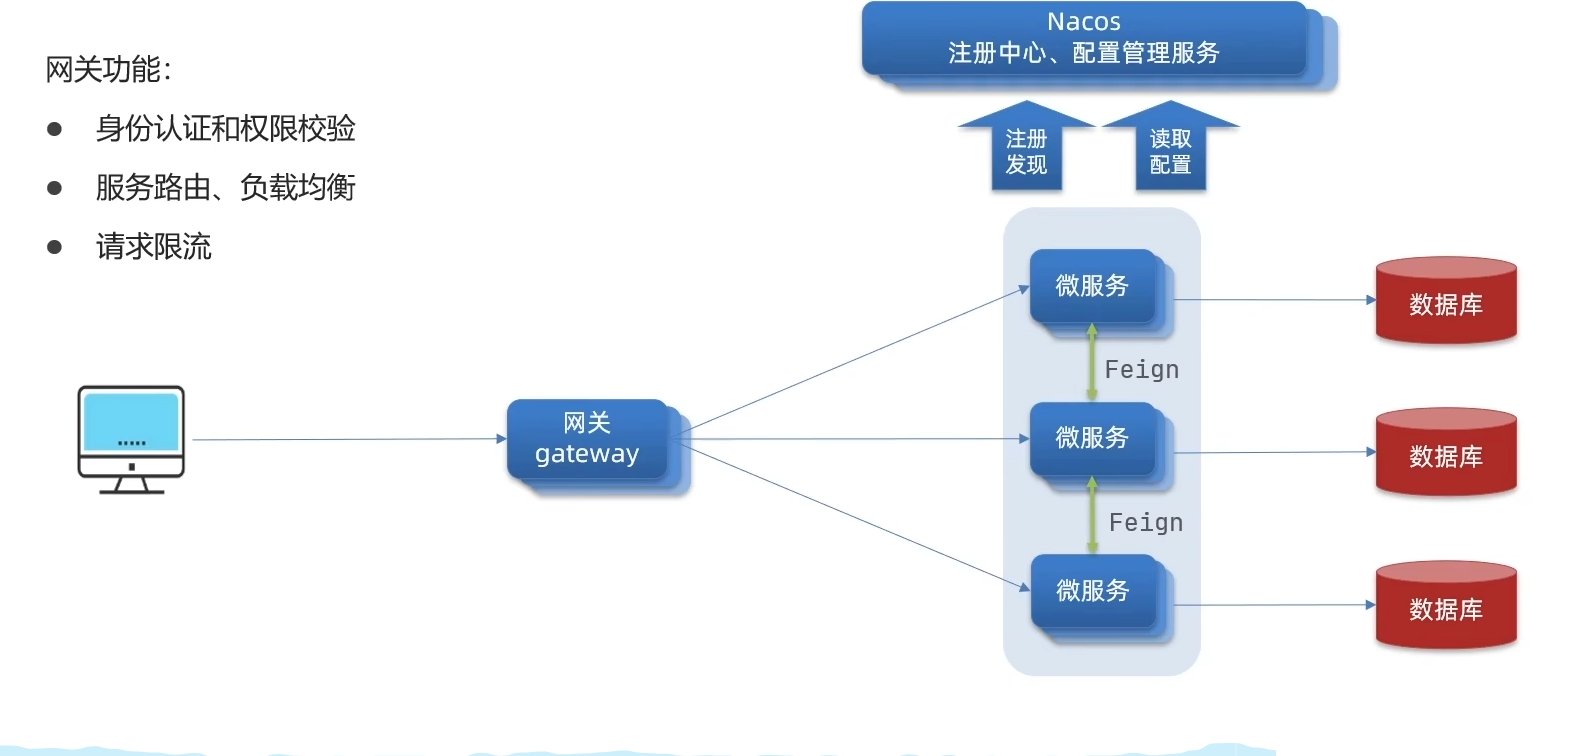 Nacos
注册中心、配置管理服务
网关功能：
● 身份认证和权限校验
● 服务路由、负载均衡
● 请求限流
注册
发现
读取
配置
微服务
数据库
Feign
网关
gateway
微服务
数据库
Feign
微服务
数据库